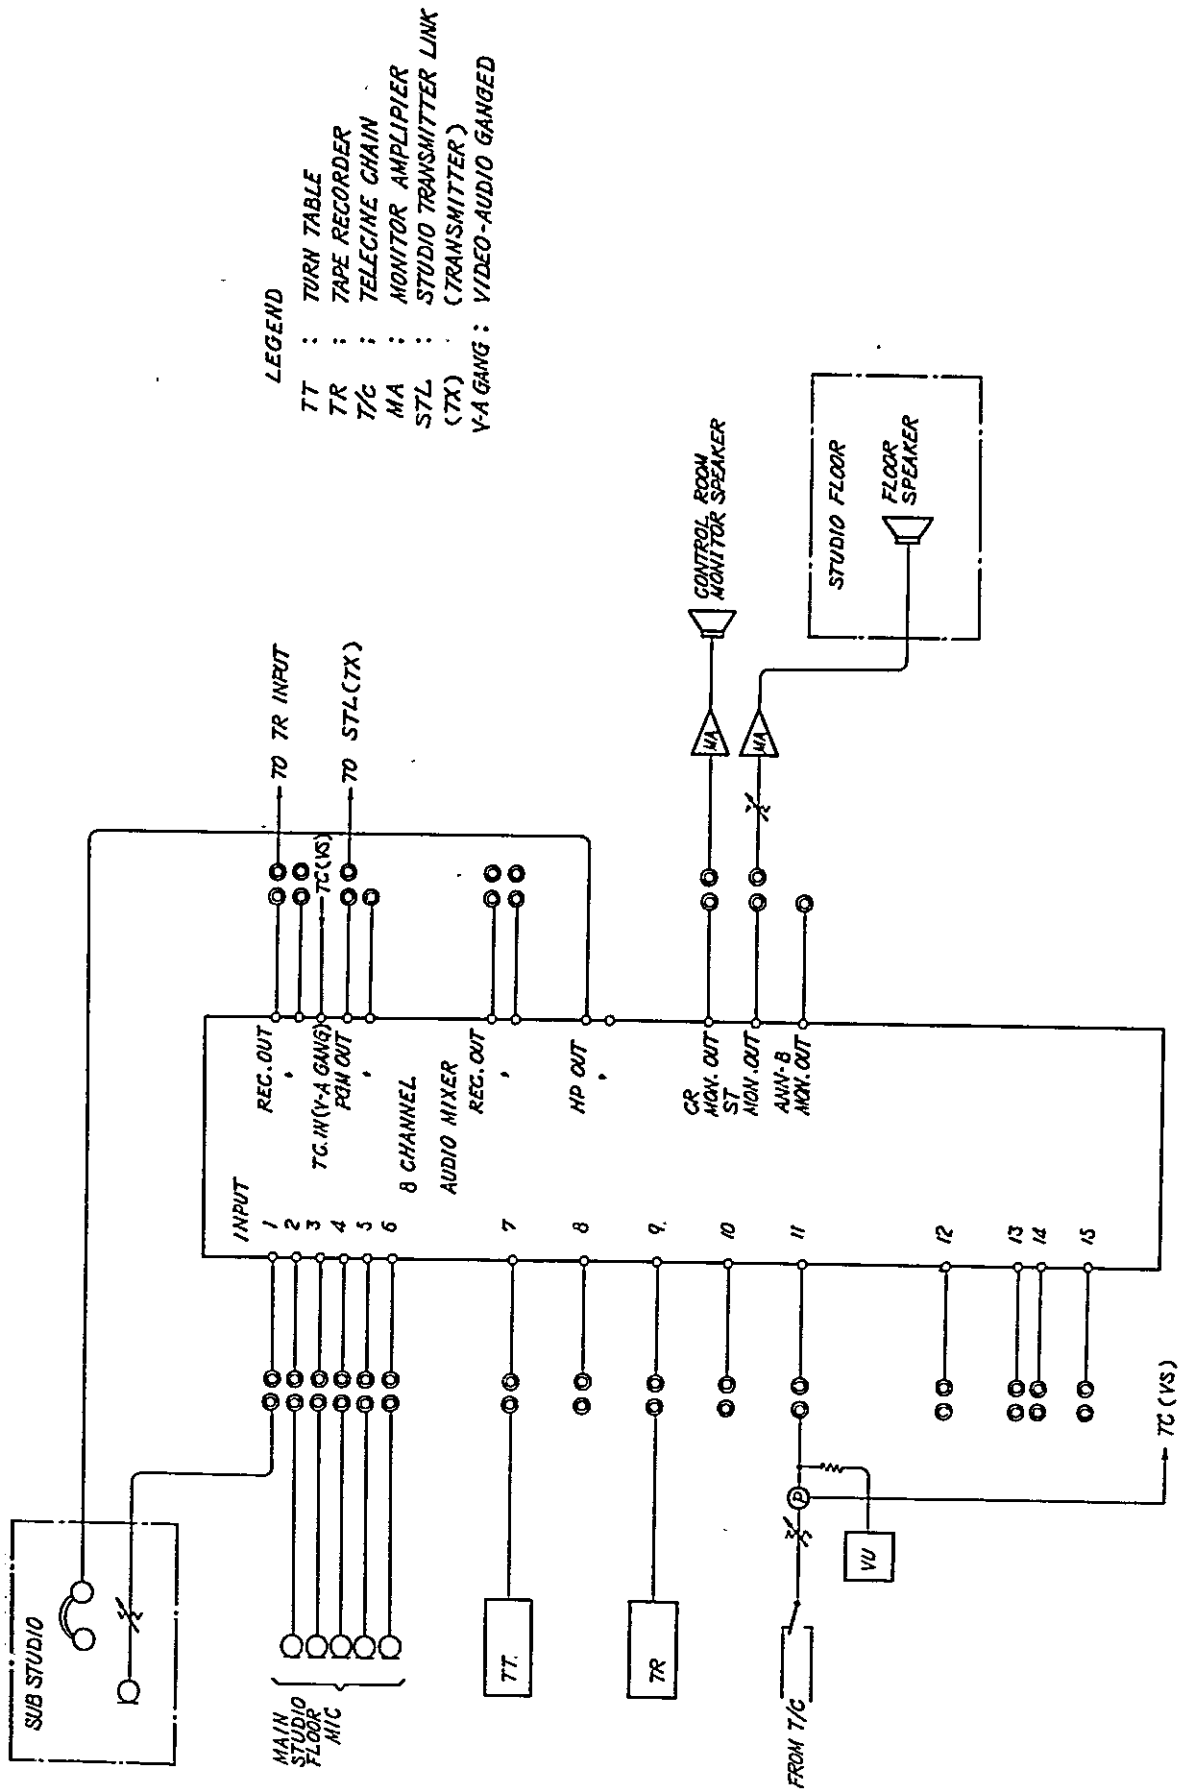 SUB STUDIO
MAIN
STUDIO
FLOOR
MIC
TT.
TR
FROM T/C
VU
P
TC (VS)
INPUT
1
2
3
4
5
6
7
8
9.
10
11
12
13
14
15
8 CHANNEL
AUDIO MIXER
REC. OUT
"
TC. IN (V-A GANG)
PGM OUT
"
REC. OUT
"
HP OUT
"
CR
MON. OUT
ST
MON. OUT
ANN-B
MON. OUT
TO TR INPUT
TC (VS)
TO STL (TX)
MA
MA
CONTROL ROOM
MONITOR SPEAKER
STUDIO FLOOR
FLOOR
SPEAKER
LEGEND
TT : TURN TABLE
TR : TAPE RECORDER
T/C : TELECINE CHAIN
MA : MONITOR AMPLIPIER
STL : STUDIO TRANSMITTER LINK
(TX) (TRANSMITTER)
V-A GANG : VIDEO-AUDIO GANGED